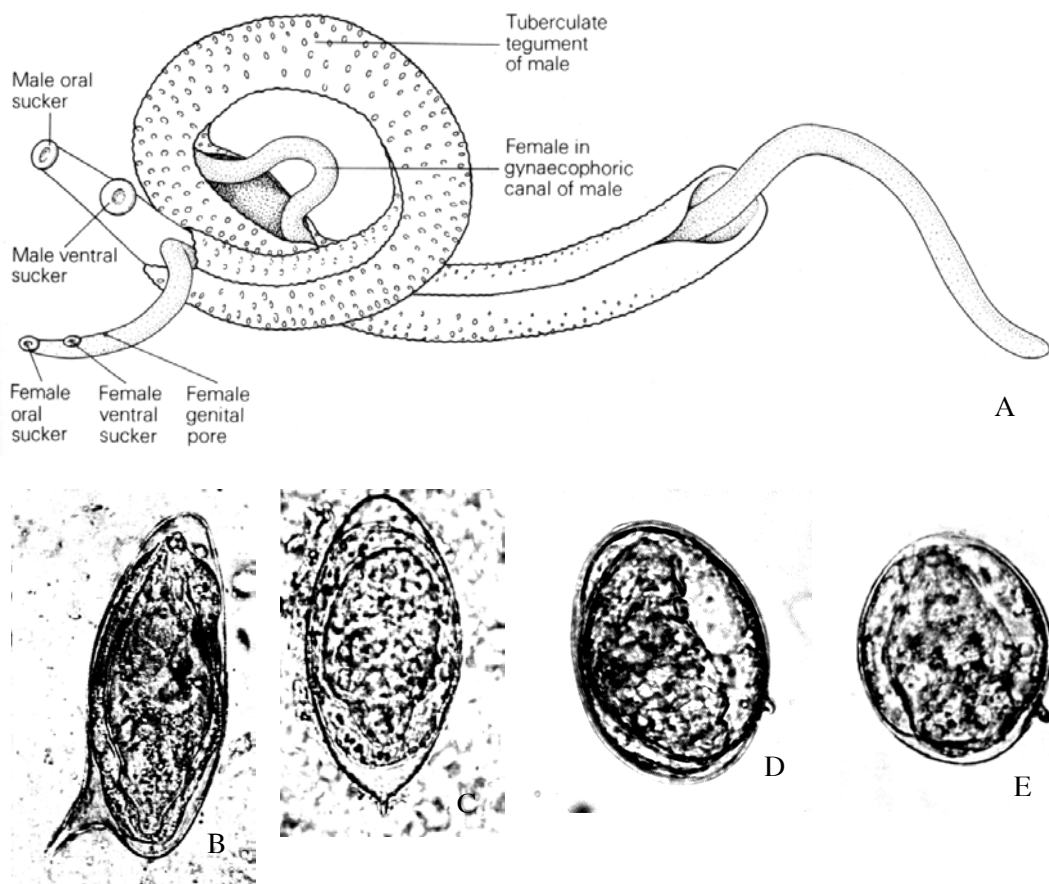 Tuberculate
tegument
of male
Male oral
sucker
Female in
gynaecophoric
canal of male
Male ventral
sucker
Female
oral
sucker
Female
ventral
sucker
Female
genital
pore
A
B
C
D
E